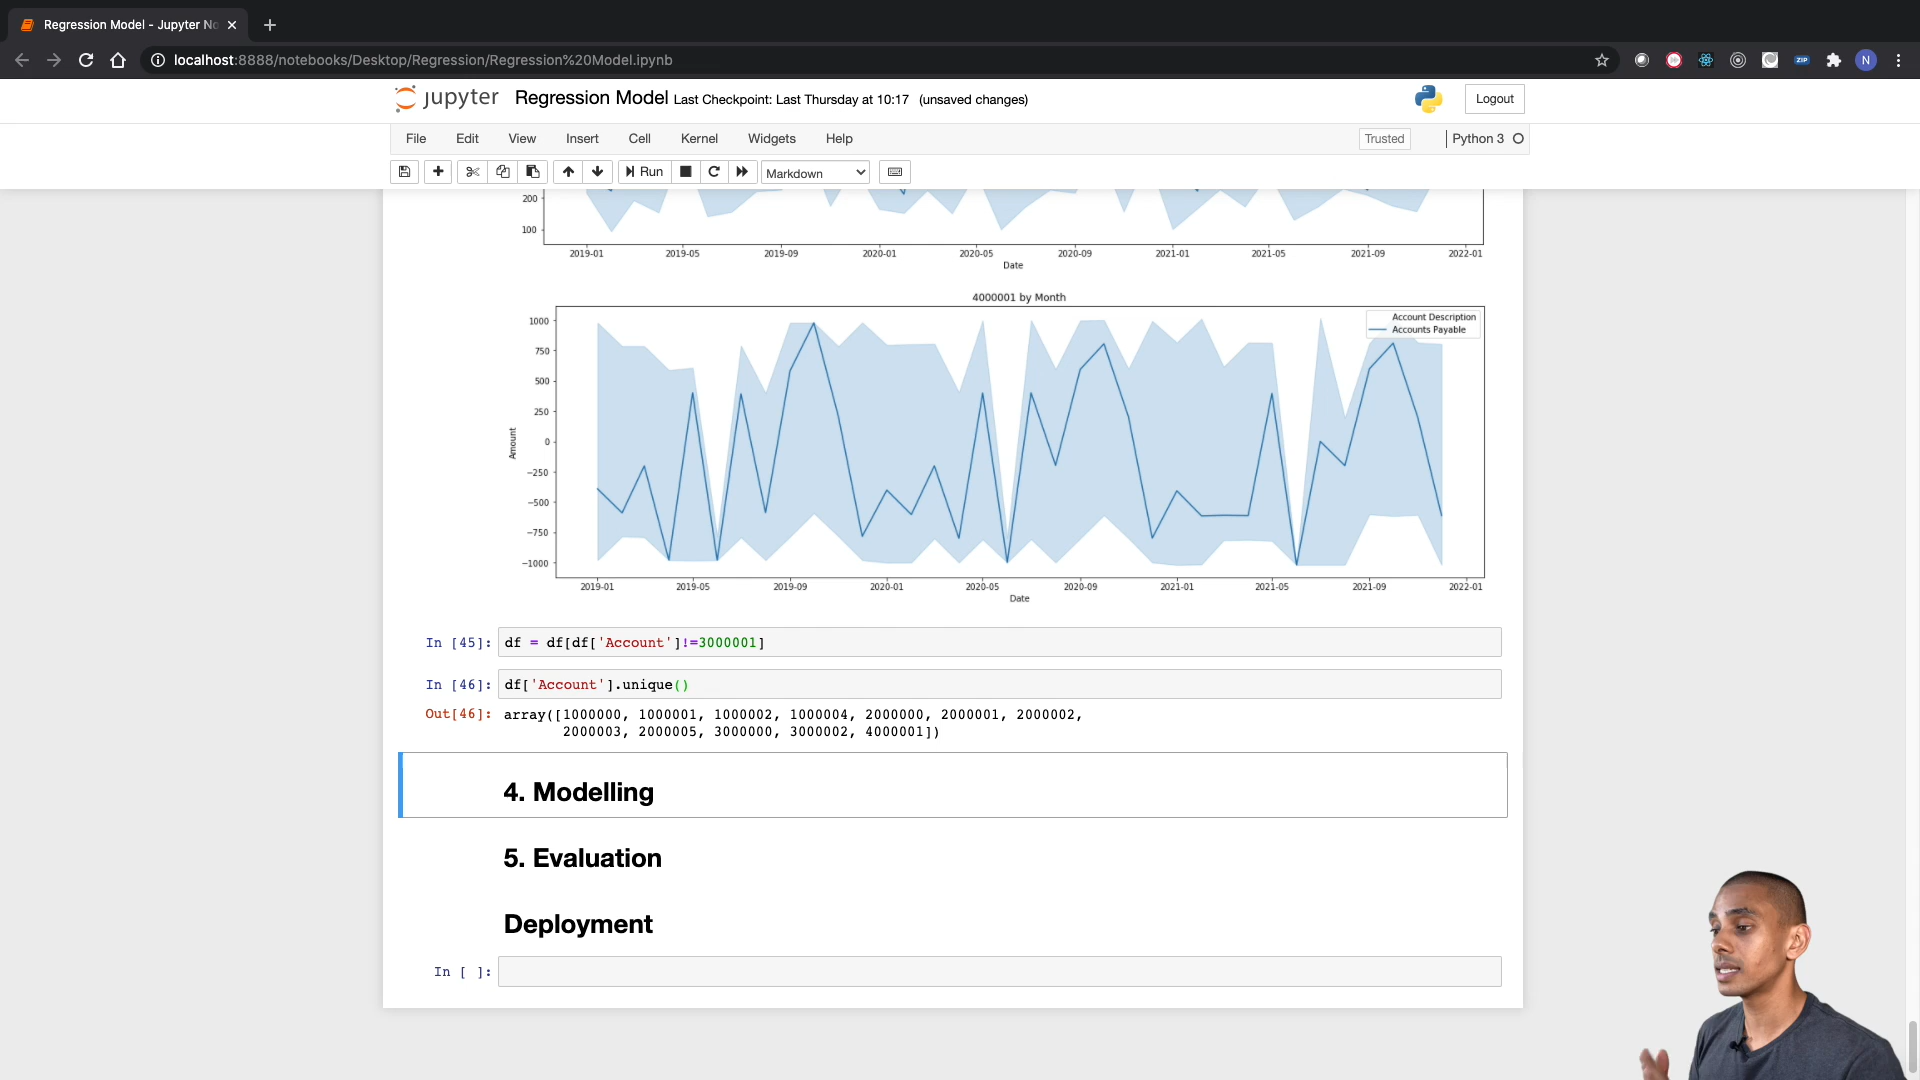 Regression Model - Jupyter No
localhost:8888/notebooks/Desktop/Regression/Regression%20Model.ipynb
ZIP
N
jupyter Regression Model Last Checkpoint: Last Thursday at 10:17 (unsaved changes)
Logout
File Edit View Insert Cell Kernel Widgets Help
Trusted
Python 3
Run
Markdown
200
100
2019-01 2019-05 2019-09 2020-01 2020-05 2020-09 2021-01 2021-05 2021-09 2022-01
Date
4000001 by Month
Account Description
Accounts Payable
1000
750
500
250
0
−250
−500
−750
−1000
Amount
2019-01 2019-05 2019-09 2020-01 2020-05 2020-09 2021-01 2021-05 2021-09 2022-01
Date
In [45]: df = df[df['Account']!=3000001]
In [46]: df['Account'].unique()
Out[46]: array([1000000, 1000001, 1000002, 1000004, 2000000, 2000001, 2000002,
2000003, 2000005, 3000000, 3000002, 4000001])
4. Modelling
5. Evaluation
Deployment
In [ ]: